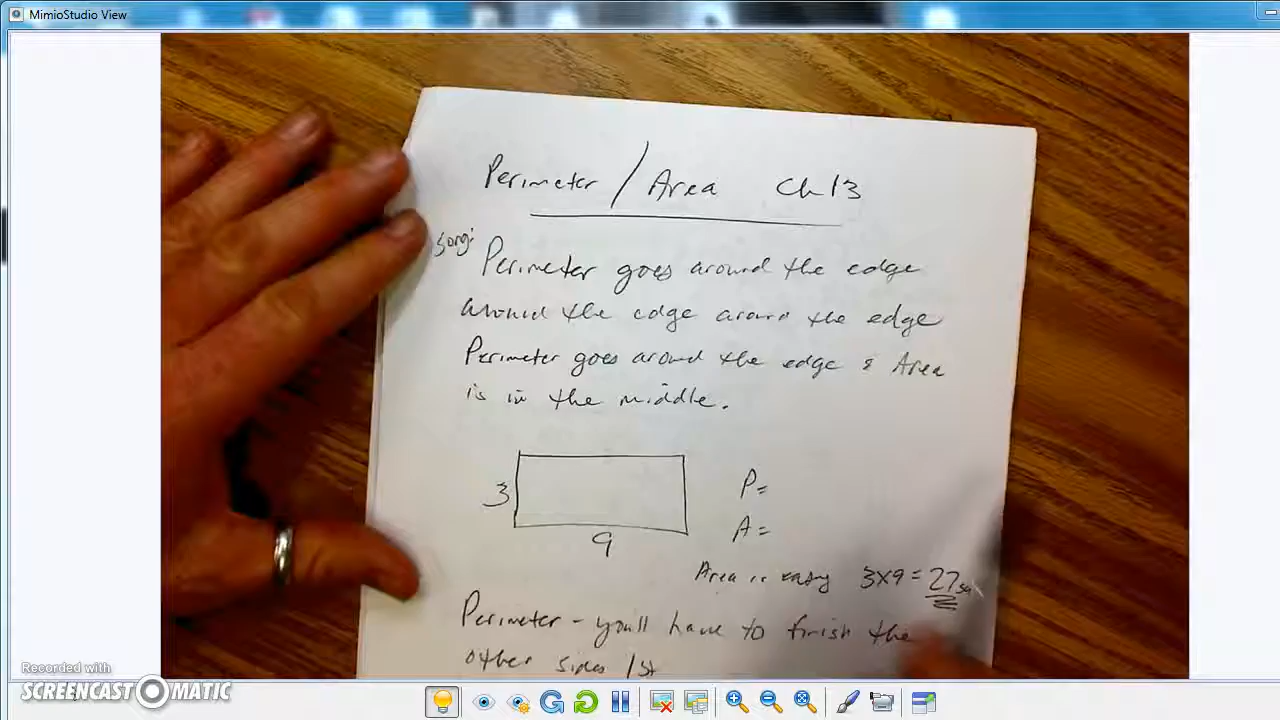 MimioStudio View
Perimeter / Area Ch 13
Song:
Perimeter goes around the edge
around the edge around the edge
Perimeter goes around the edge & Area
is in the middle.
3
9
P=
A=
Area is easy 3x9 = 27
Perimeter - you'll have to finish the
other sides 1st
Recorded with
SCREENCAST O MATIC